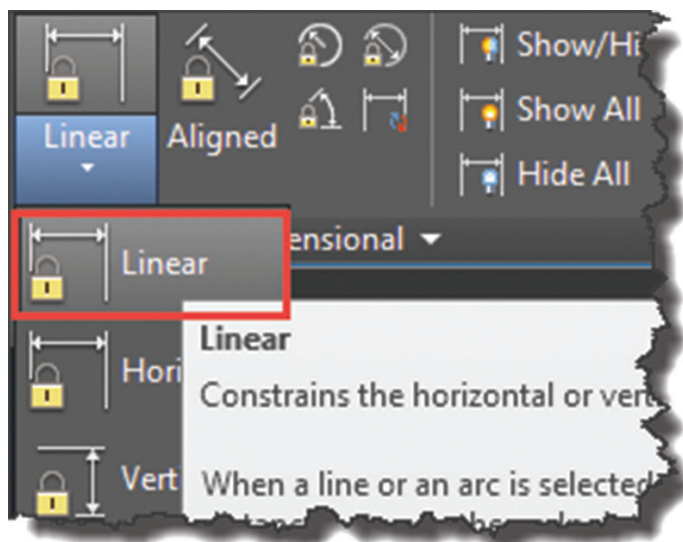 Show/Hi
Linear
Aligned
Show All
Hide All
ensional
Linear
Linear
Hori
Constrains the horizontal or vert
Vert
When a line or an arc is selected